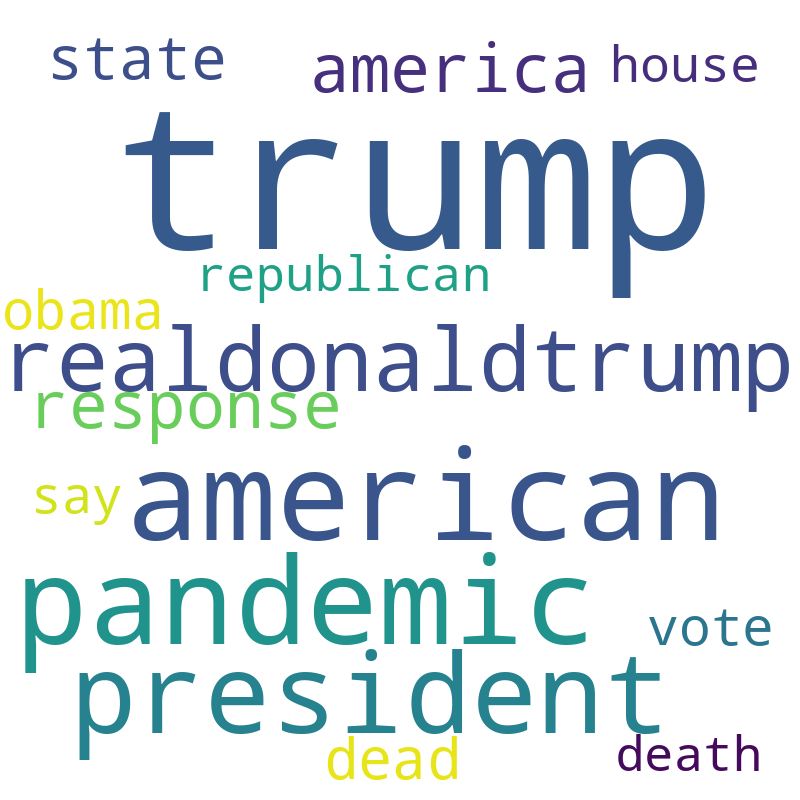 state america house
trump
republican
obama
realdonaldtrump
response
american
say
pandemic
vote
president
dead death